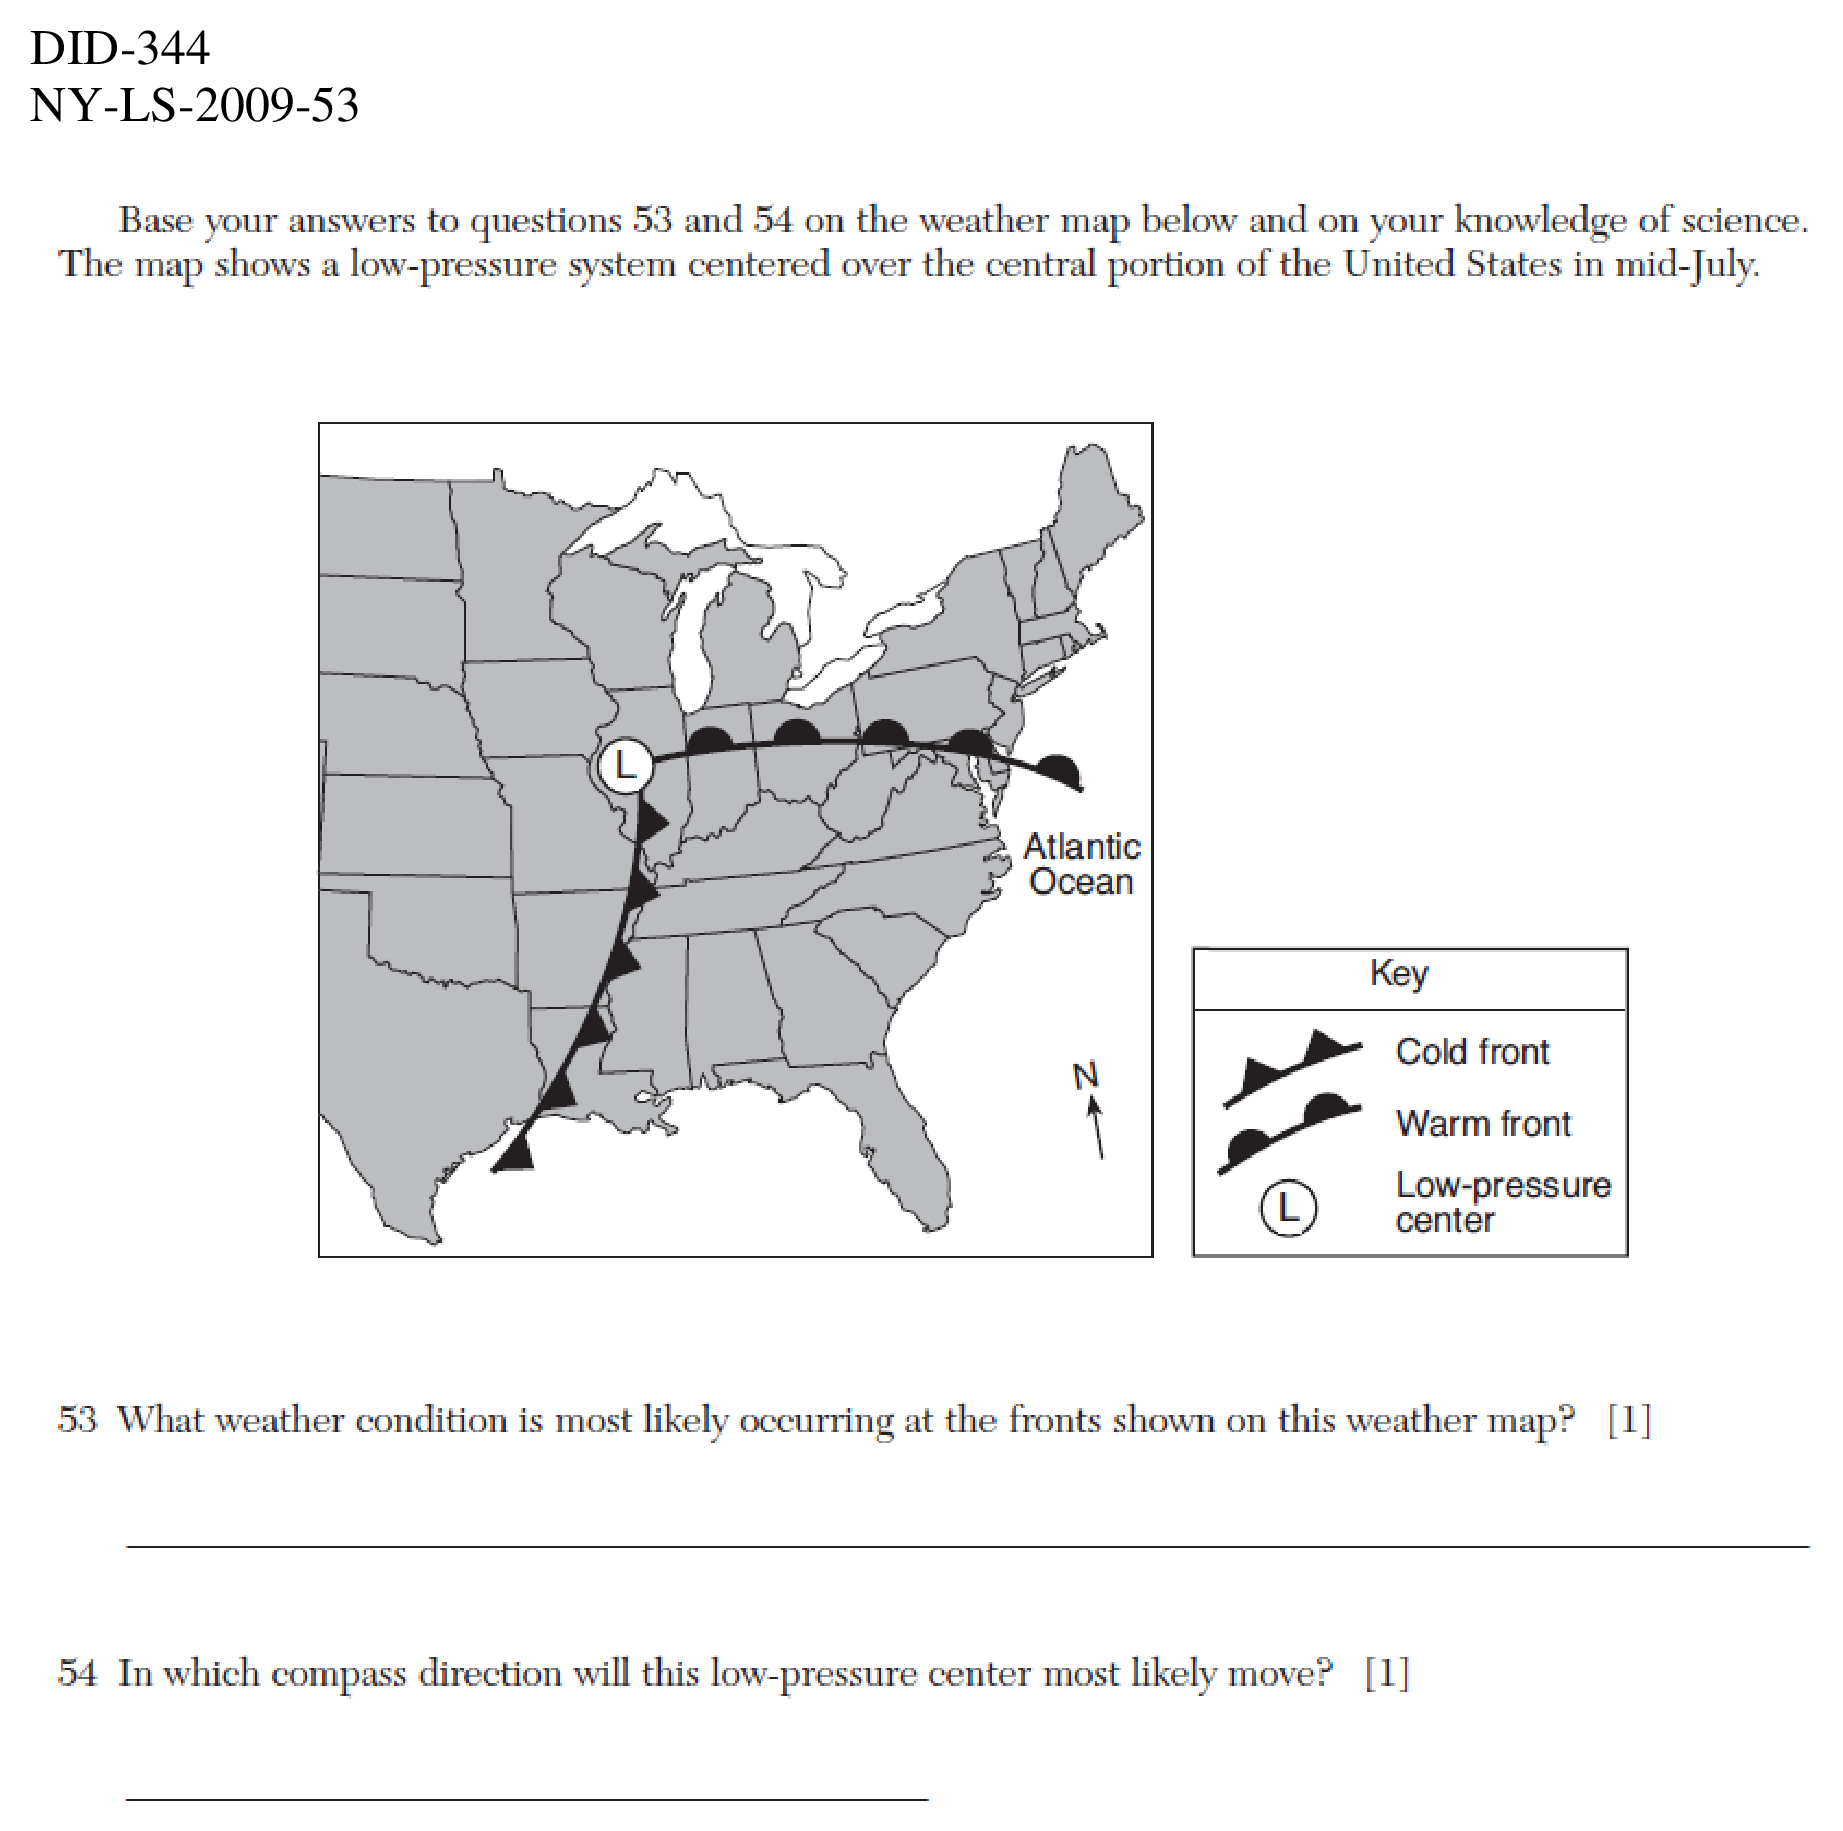 DID-344
NY-LS-2009-53
Base your answers to questions 53 and 54 on the weather map below and on your knowledge of science.
The map shows a low-pressure system centered over the central portion of the United States in mid-July.
L
Atlantic
Ocean
N
Key
Cold front
Warm front
L
Low-pressure
center
53 What weather condition is most likely occurring at the fronts shown on this weather map? [1]
54 In which compass direction will this low-pressure center most likely move? [1]